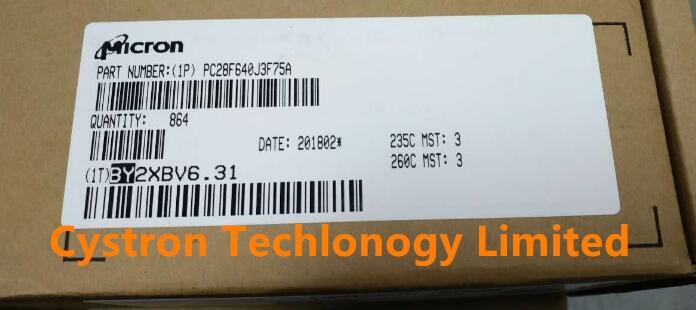 Micron
PART NUMBER:(1P) PC28F640J3F75A
QUANTITY: 864
DATE: 201802* 235C MST: 3
260C MST: 3
(1T)BY2XBV6.31
Cystron Techlonogy Limited